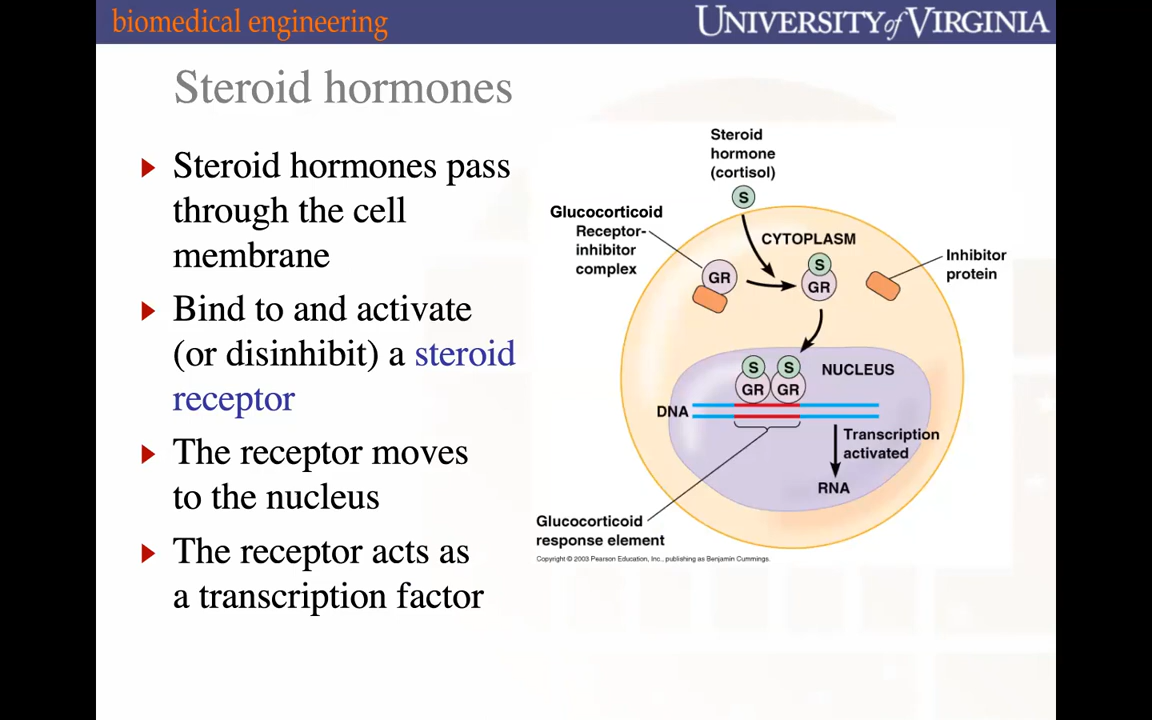 biomedical engineering
UNIVERSITY of VIRGINIA
Steroid hormones
Steroid hormones pass
through the cell
membrane
Bind to and activate
(or disinhibit) a steroid
receptor
The receptor moves
to the nucleus
The receptor acts as
a transcription factor
Steroid
hormone
(cortisol)
S
Glucocorticoid
Receptor-
inhibitor
complex
CYTOPLASM
GR
S
GR
Inhibitor
protein
S S
GR GR
NUCLEUS
DNA
Transcription
activated
RNA
Glucocorticoid
response element
Copyright © 2003 Pearson Education, Inc., publishing as Benjamin Cummings.